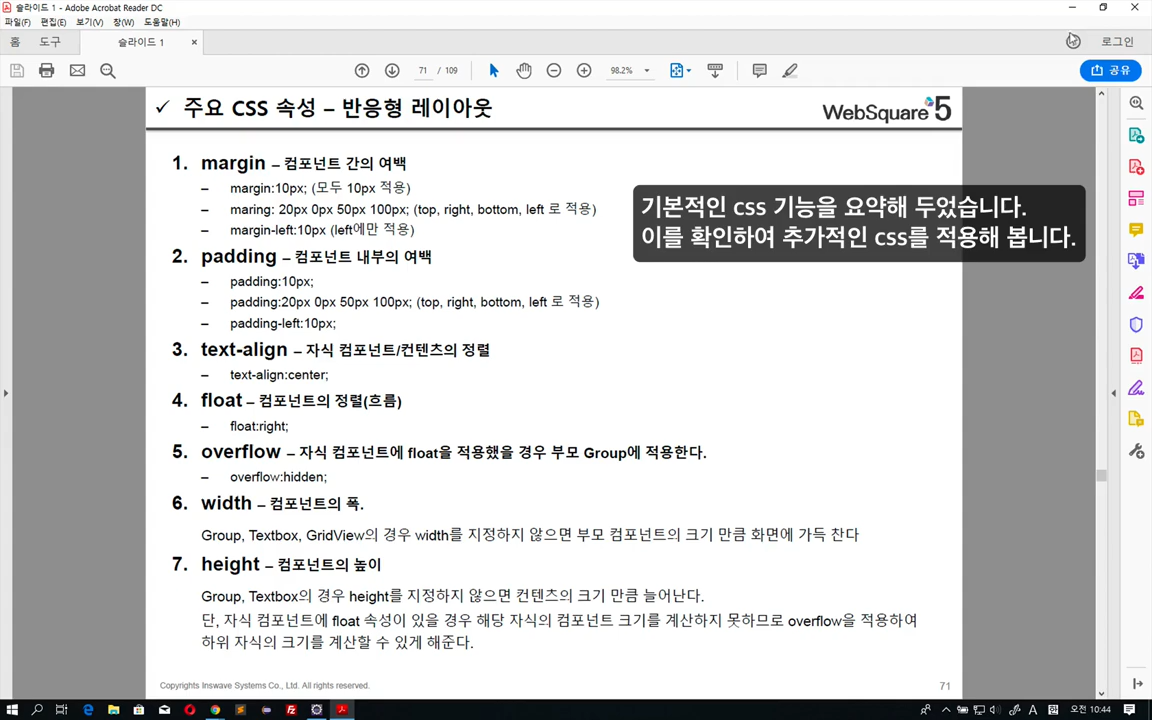 슬라이드 1 - Adobe Acrobat Reader DC
파일(F) 편집(E) 보기(V) 창(W) 도움말(H)
홈 도구 슬라이드 1 × 로그인
71 / 109 98.2% 공유
✓ 주요 CSS 속성 – 반응형 레이아웃
WebSquare 5
1. margin – 컴포넌트 간의 여백
– margin:10px; (모두 10px 적용)
– maring: 20px 0px 50px 100px; (top, right, bottom, left 로 적용)
– margin-left:10px (left에만 적용)
기본적인 css 기능을 요약해 두었습니다.
이를 확인하여 추가적인 css를 적용해 봅니다.
2. padding – 컴포넌트 내부의 여백
– padding:10px;
– padding:20px 0px 50px 100px; (top, right, bottom, left 로 적용)
– padding-left:10px;
3. text-align – 자식 컴포넌트/컨텐츠의 정렬
– text-align:center;
4. float – 컴포넌트의 정렬(흐름)
– float:right;
5. overflow – 자식 컴포넌트에 float을 적용했을 경우 부모 Group에 적용한다.
– overflow:hidden;
6. width – 컴포넌트의 폭.
Group, Textbox, GridView의 경우 width를 지정하지 않으면 부모 컴포넌트의 크기 만큼 화면에 가득 찬다
7. height – 컴포넌트의 높이
Group, Textbox의 경우 height를 지정하지 않으면 컨텐츠의 크기 만큼 늘어난다.
단, 자식 컴포넌트에 float 속성이 있을 경우 해당 자식의 컴포넌트 크기를 계산하지 못하므로 overflow을 적용하여
하위 자식의 크기를 계산할 수 있게 해준다.
Copyrights Inswave Systems Co., Ltd. All rights reserved.
71
A 한 오전 10:44